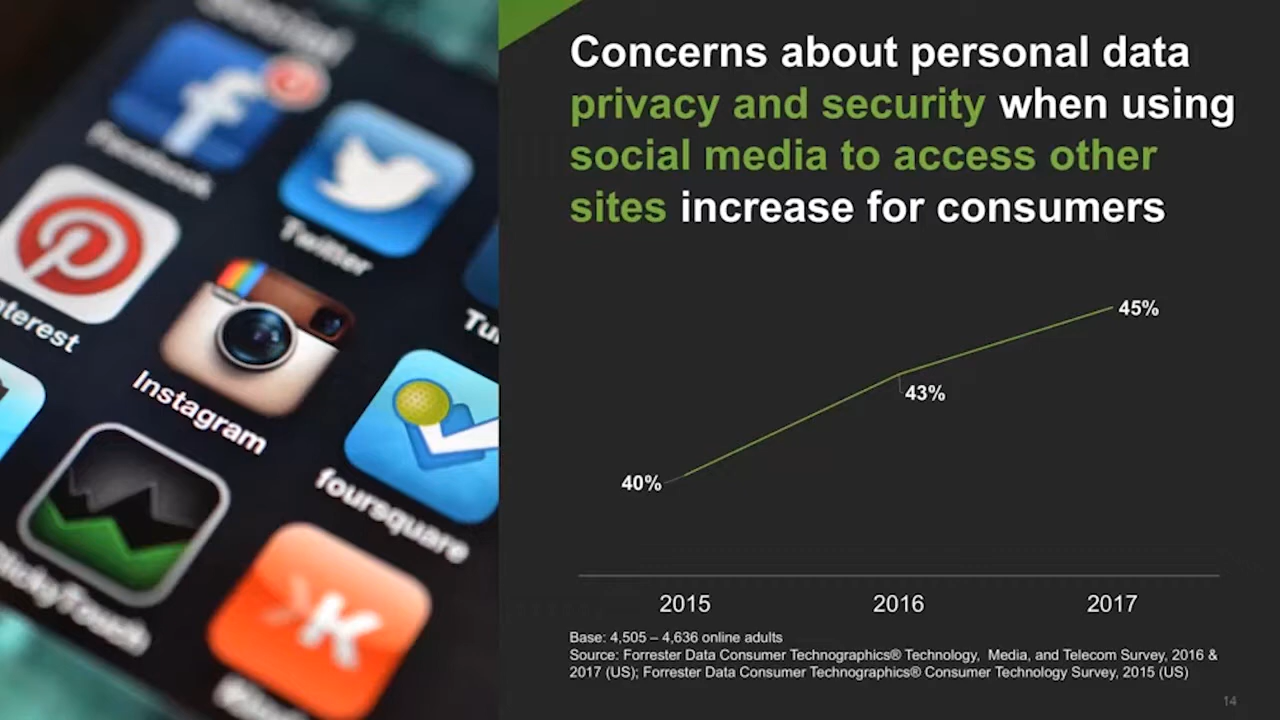 Concerns about personal data
privacy and security when using
social media to access other
sites increase for consumers
45%
43%
40%
2015 2016 2017
Base: 4,505 – 4,636 online adults
Source: Forrester Data Consumer Technographics® Technology, Media, and Telecom Survey, 2016 &
2017 (US); Forrester Data Consumer Technographics® Consumer Technology Survey, 2015 (US)
14
Facebook
Twitter
nterest
Tu
Instagram
foursquare